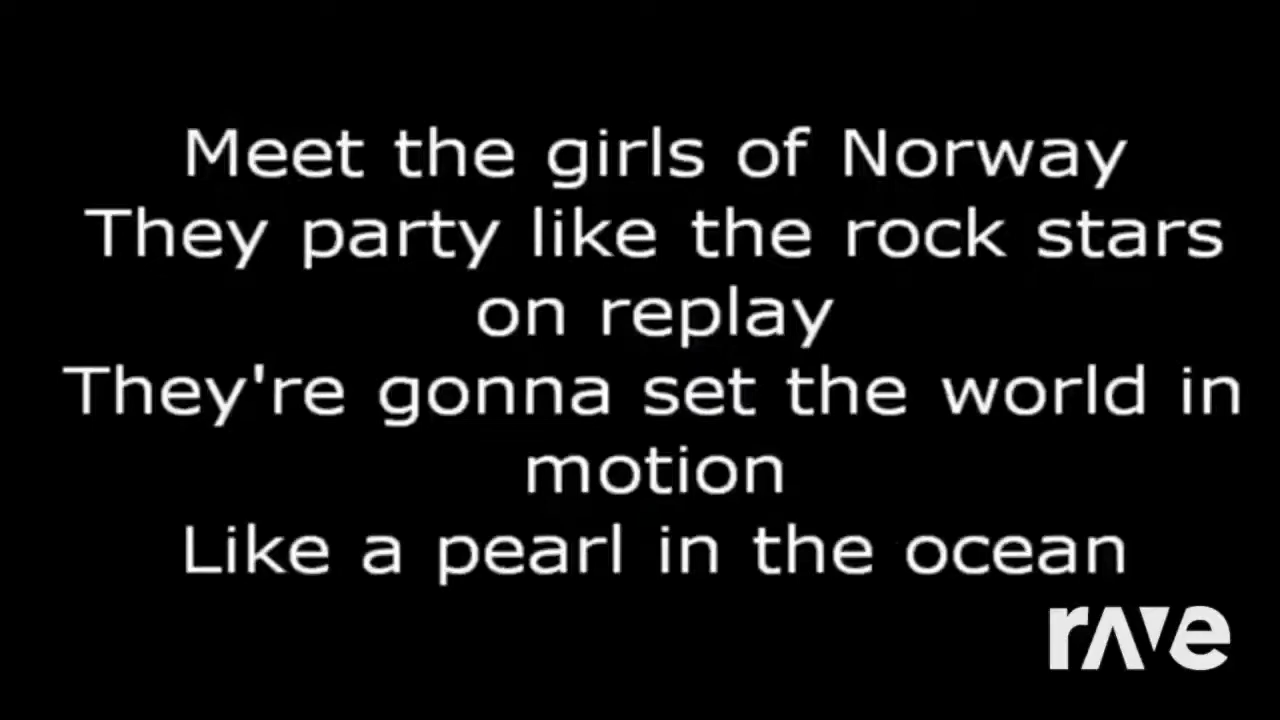 Meet the girls of Norway
They party like the rock stars
on replay
They're gonna set the world in
motion
Like a pearl in the ocean
rave